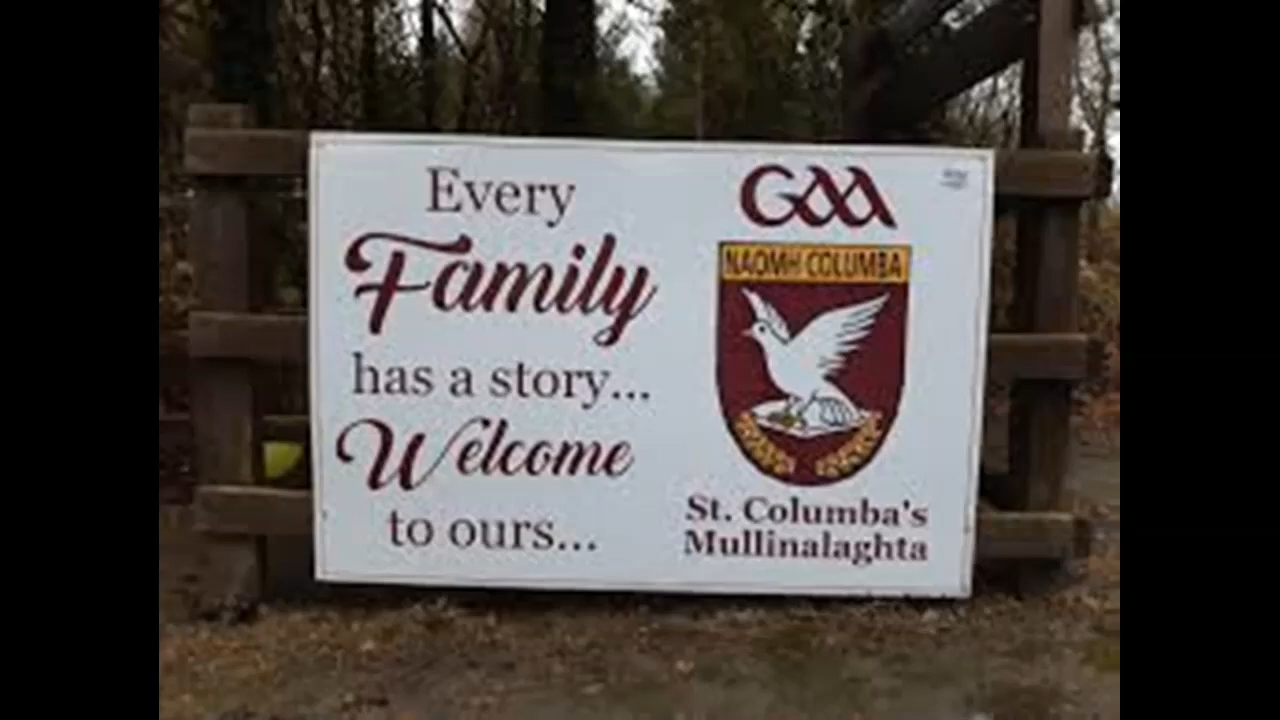 Every
Family
has a story...
Welcome
to ours...
GAA
NAOMH COLUMBA
St. Columba's
Mullinalaghta